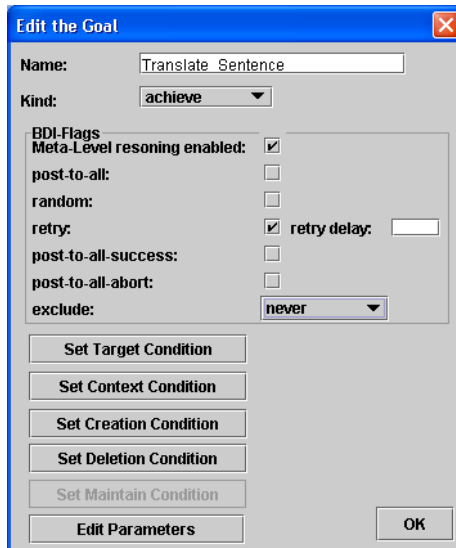 Edit the Goal
Name: Translate Sentence
Kind: achieve
BDI-Flags
Meta-Level resoning enabled:
post-to-all:
random:
retry: retry delay:
post-to-all-success:
post-to-all-abort:
exclude: never
Set Target Condition
Set Context Condition
Set Creation Condition
Set Deletion Condition
Set Maintain Condition
Edit Parameters OK